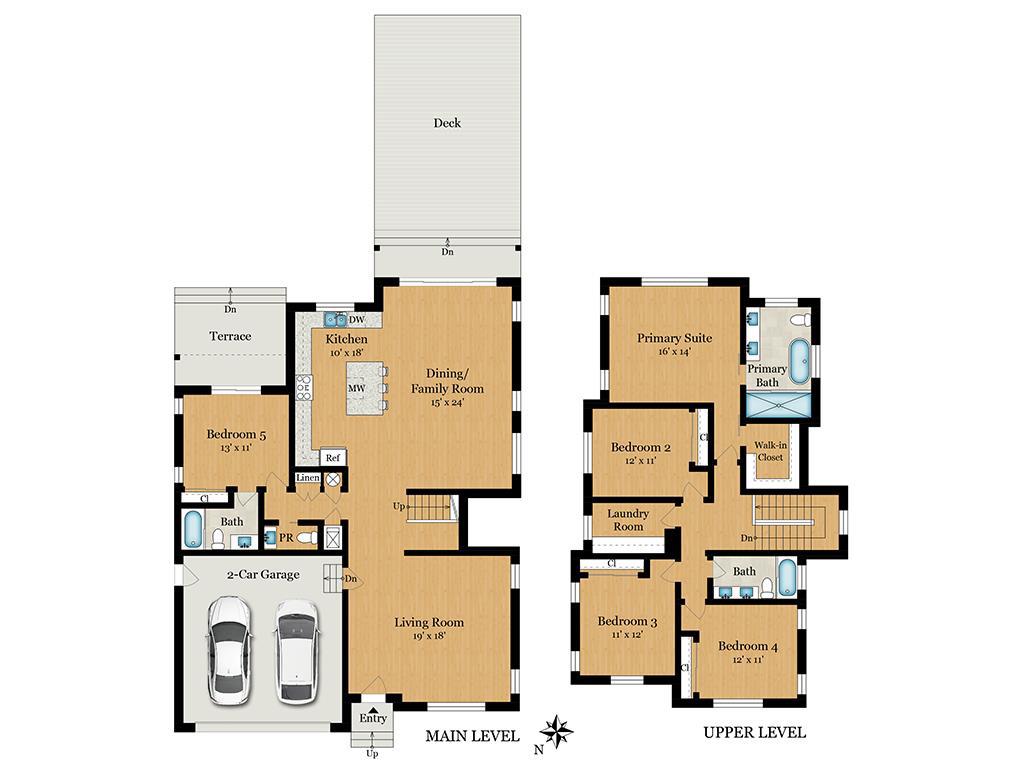 Deck
Dn
Dn
Terrace
DW
Kitchen
10' x 18'
MW
Dining/
Family Room
15' x 24'
Bedroom 5
13' x 11'
Ref
Linen
Cl
Bath
PR
Up
2-Car Garage
Dn
Living Room
19' x 18'
Entry
Up
MAIN LEVEL
N
Primary Suite
16' x 14'
Primary
Bath
Bedroom 2
12' x 11'
Cl
Walk-in
Closet
Laundry
Room
Dn
Cl
Bath
Bedroom 3
11' x 12'
Bedroom 4
12' x 11'
Cl
UPPER LEVEL